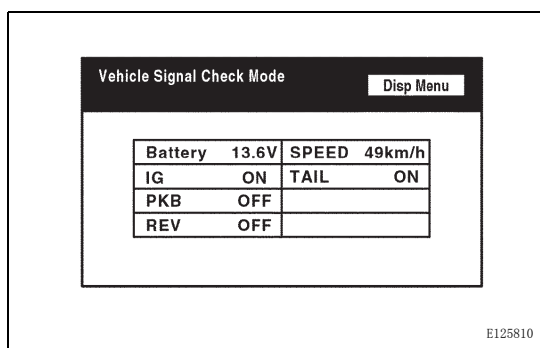 Vehicle Signal Check Mode
Disp Menu
Battery 13.6V SPEED 49km/h
IG ON TAIL ON
PKB OFF
REV OFF
E125810